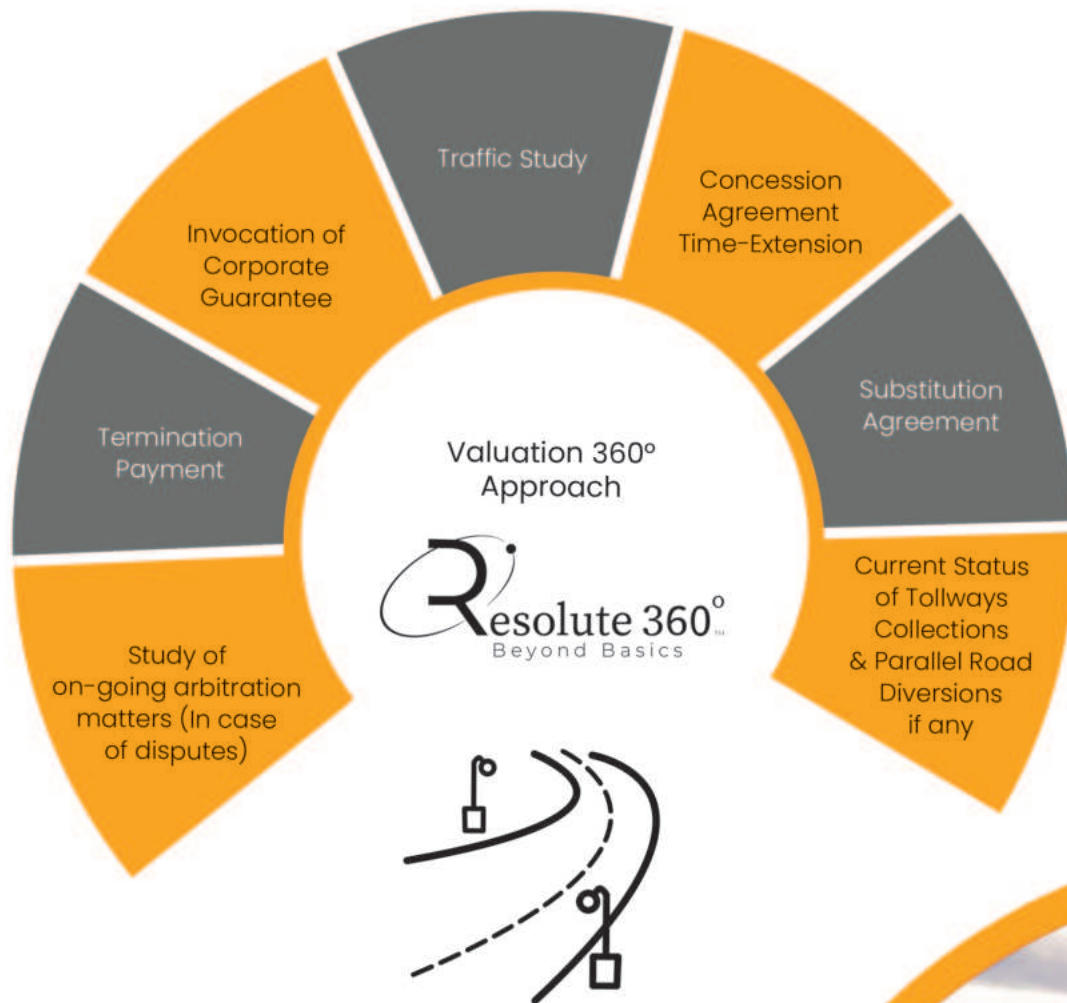 Traffic Study
Concession
Agreement
Time-Extension
Invocation of
Corporate
Guarantee
Substitution
Agreement
Termination
Payment
Valuation 360°
Approach
Resolute 360°
Beyond Basics
Current Status
of Tollways
Collections
& Parallel Road
Diversions
if any
Study of
on-going arbitration
matters (In case
of disputes)